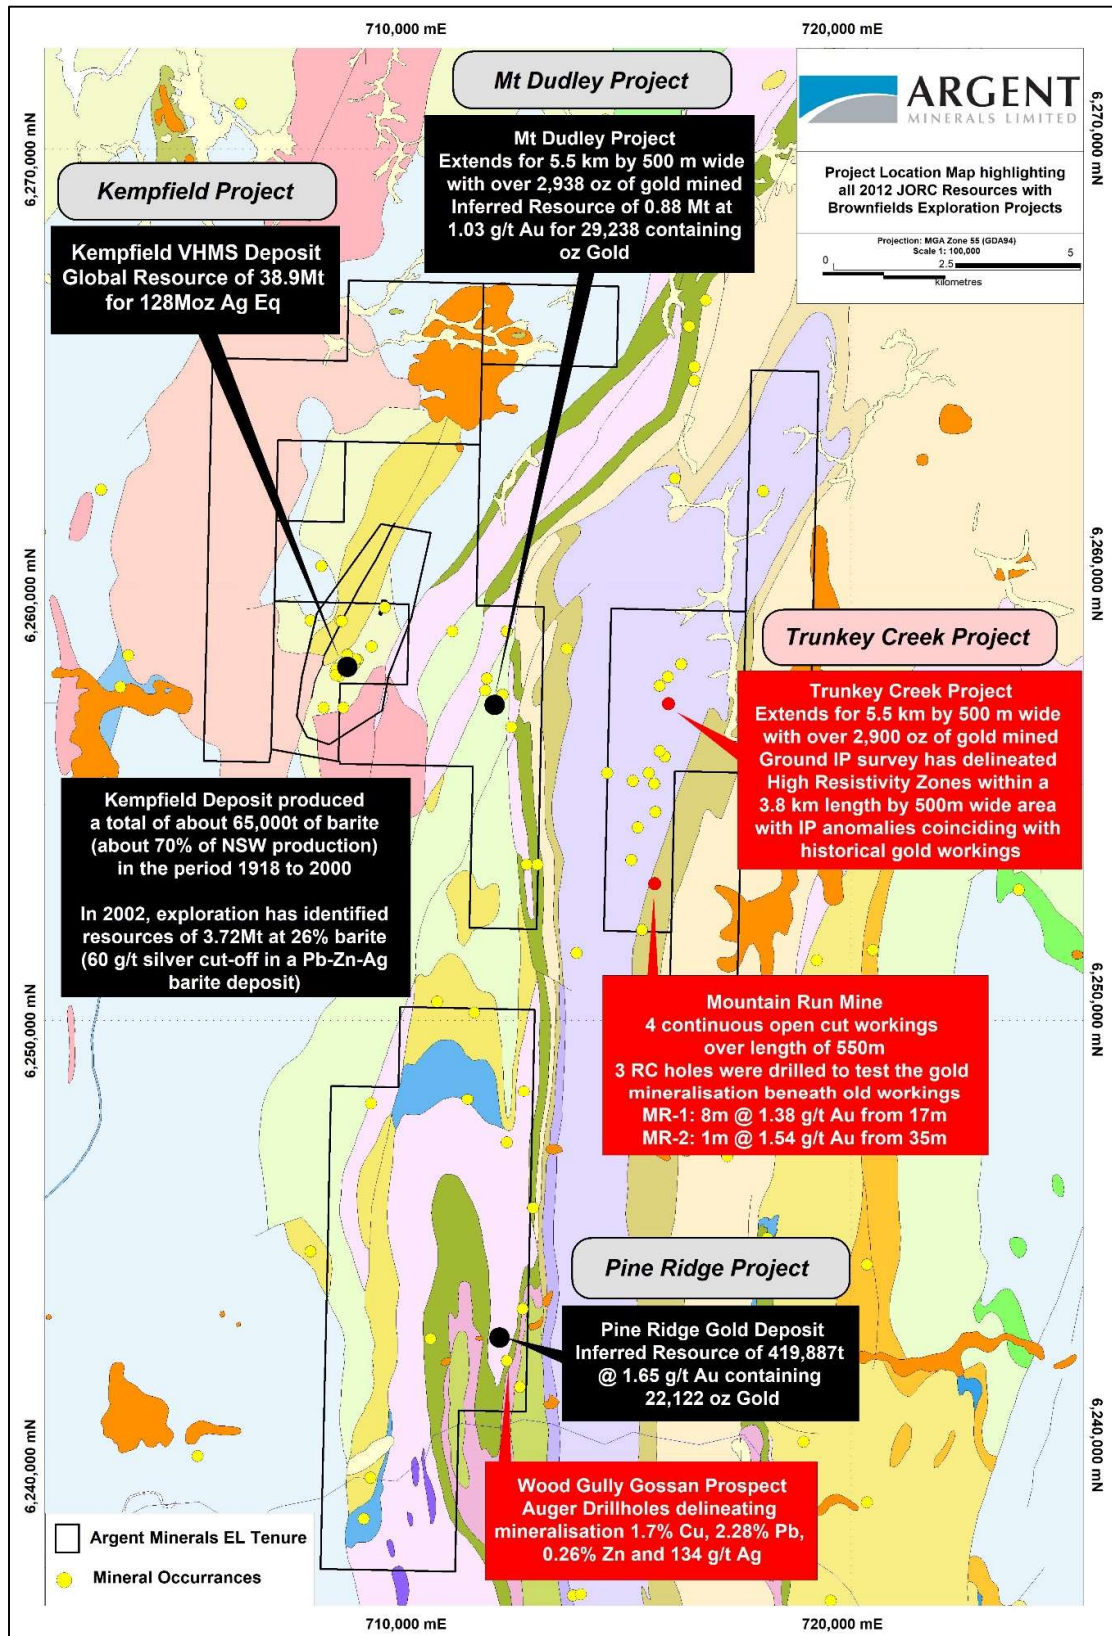 710,000 mE
720,000 mE
Mt Dudley Project
ARGENT
MINERALS LIMITED
6,270,000 mN
6,270,000 mN
Mt Dudley Project
Extends for 5.5 km by 500 m wide
with over 2,938 oz of gold mined
Inferred Resource of 0.88 Mt at
1.03 g/t Au for 29,238 containing
oz Gold
Project Location Map highlighting
all 2012 JORC Resources with
Brownfields Exploration Projects
Projection: MGA Zone 55 (GDA94)
Scale 1: 100,000
0
2.5
5
kilometres
Kempfield Project
Kempfield VHMS Deposit
Global Resource of 38.9Mt
for 128Moz Ag Eq
6,260,000 mN
6,260,000 mN
Trunkey Creek Project
Trunkey Creek Project
Extends for 5.5 km by 500 m wide
with over 2,900 oz of gold mined
Ground IP survey has delineated
High Resistivity Zones within a
3.8 km length by 500m wide area
with IP anomalies coinciding with
historical gold workings
Kempfield Deposit produced
a total of about 65,000t of barite
(about 70% of NSW production)
in the period 1918 to 2000
In 2002, exploration has identified
resources of 3.72Mt at 26% barite
(60 g/t silver cut-off in a Pb-Zn-Ag
barite deposit)
6,250,000 mN
6,250,000 mN
Mountain Run Mine
4 continuous open cut workings
over length of 550m
3 RC holes were drilled to test the gold
mineralisation beneath old workings
MR-1: 8m @ 1.38 g/t Au from 17m
MR-2: 1m @ 1.54 g/t Au from 35m
Pine Ridge Project
Pine Ridge Gold Deposit
Inferred Resource of 419,887t
@ 1.65 g/t Au containing
22,122 oz Gold
6,240,000 mN
6,240,000 mN
Wood Gully Gossan Prospect
Auger Drillholes delineating
mineralisation 1.7% Cu, 2.28% Pb,
0.26% Zn and 134 g/t Ag
Argent Minerals EL Tenure
Mineral Occurrances
710,000 mE
720,000 mE